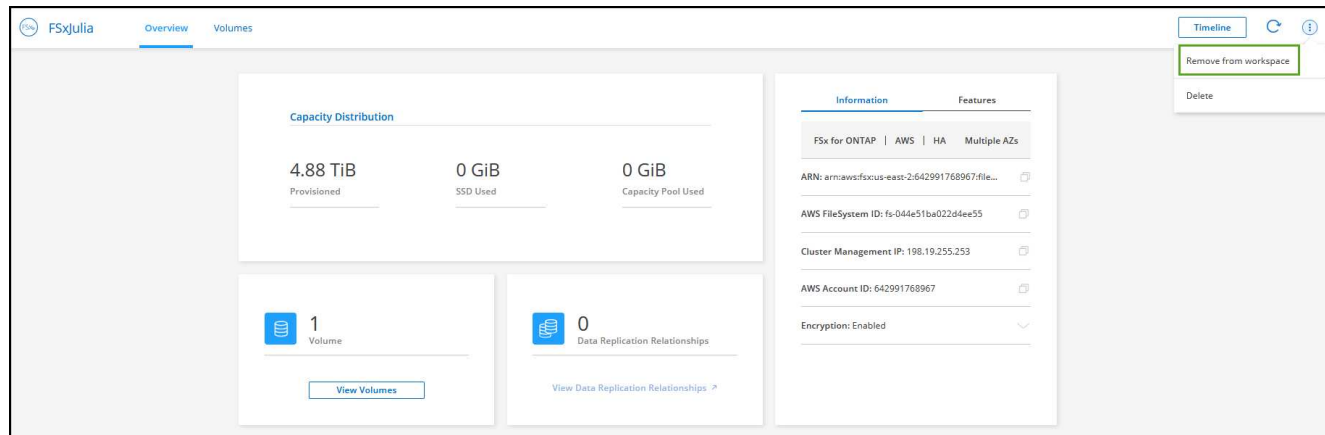 FSxJulia
Overview
Volumes
Timeline
Remove from workspace
Delete
Capacity Distribution
4.88 TiB
Provisioned
0 GiB
SSD Used
0 GiB
Capacity Pool Used
1
Volume
View Volumes
0
Data Replication Relationships
View Data Replication Relationships
Information
Features
FSx for ONTAP | AWS | HA Multiple AZs
ARN: arn:aws:fsx:us-east-2:642991768967:file...
AWS FileSystem ID: fs-044e51ba022d4ee55
Cluster Management IP: 198.19.255.253
AWS Account ID: 642991768967
Encryption: Enabled